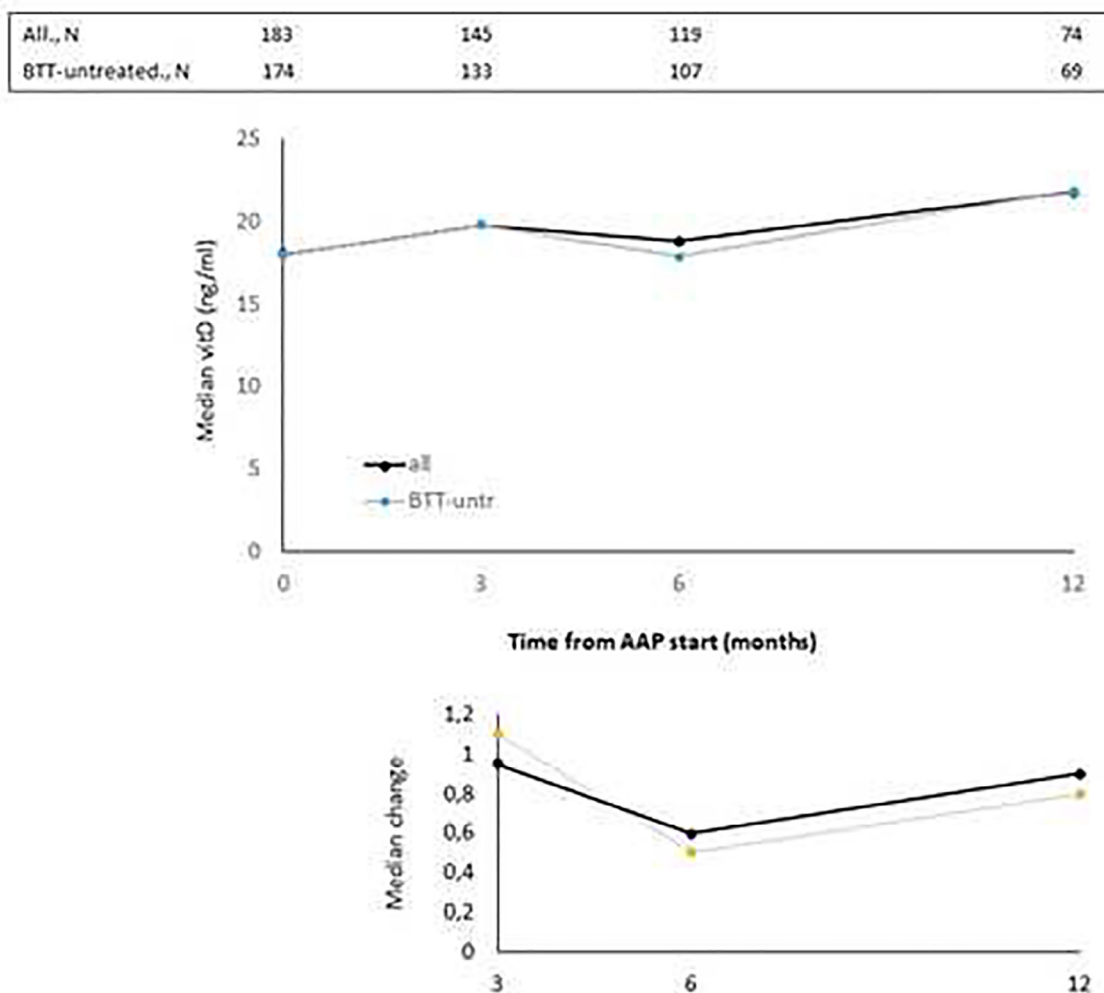 All., N 183 145 119 74
BTT-untreated., N 174 133 107 69
25
20
15
10
5
0
Median vitD (ng/ml)
all
BTT-untr
0 3 6 12
Time from AAP start (months)
1,2
1
0,8
0,6
0,4
0,2
0
Median change
3 6 12